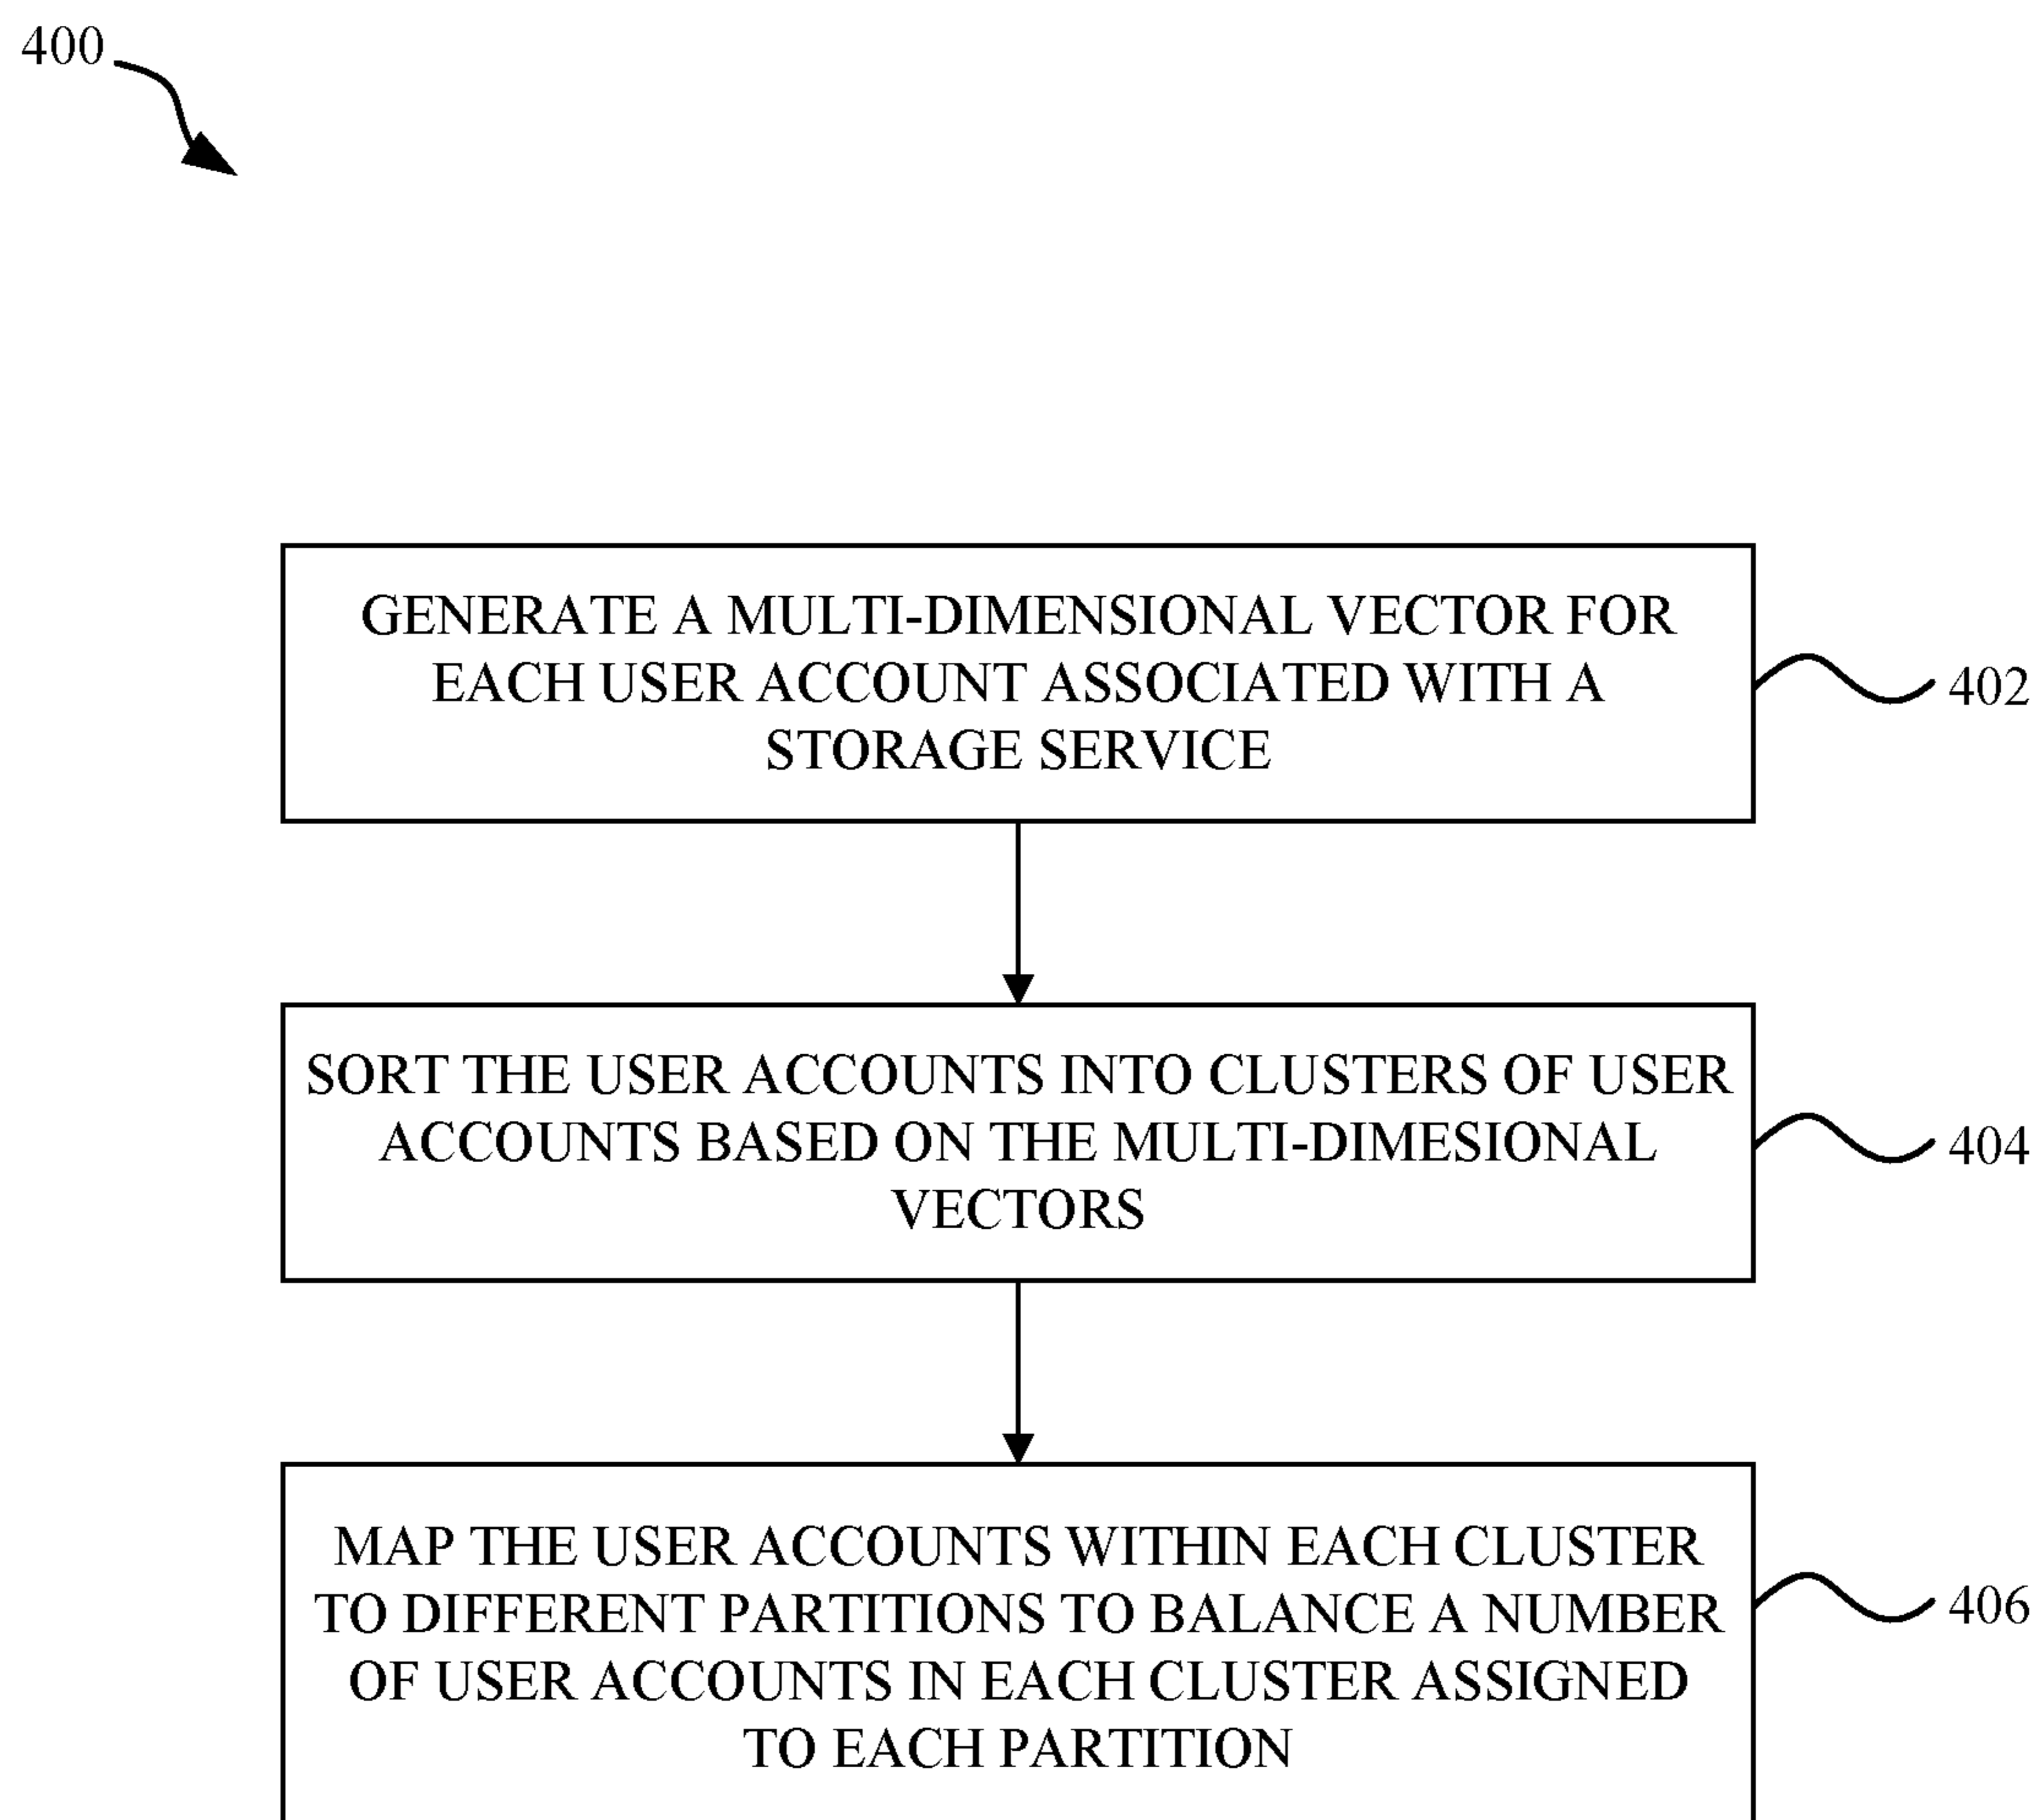 400
GENERATE A MULTI-DIMENSIONAL VECTOR FOR
EACH USER ACCOUNT ASSOCIATED WITH A
STORAGE SERVICE
402
SORT THE USER ACCOUNTS INTO CLUSTERS OF USER
ACCOUNTS BASED ON THE MULTI-DIMESIONAL
VECTORS
404
MAP THE USER ACCOUNTS WITHIN EACH CLUSTER
TO DIFFERENT PARTITIONS TO BALANCE A NUMBER
OF USER ACCOUNTS IN EACH CLUSTER ASSIGNED
TO EACH PARTITION
406